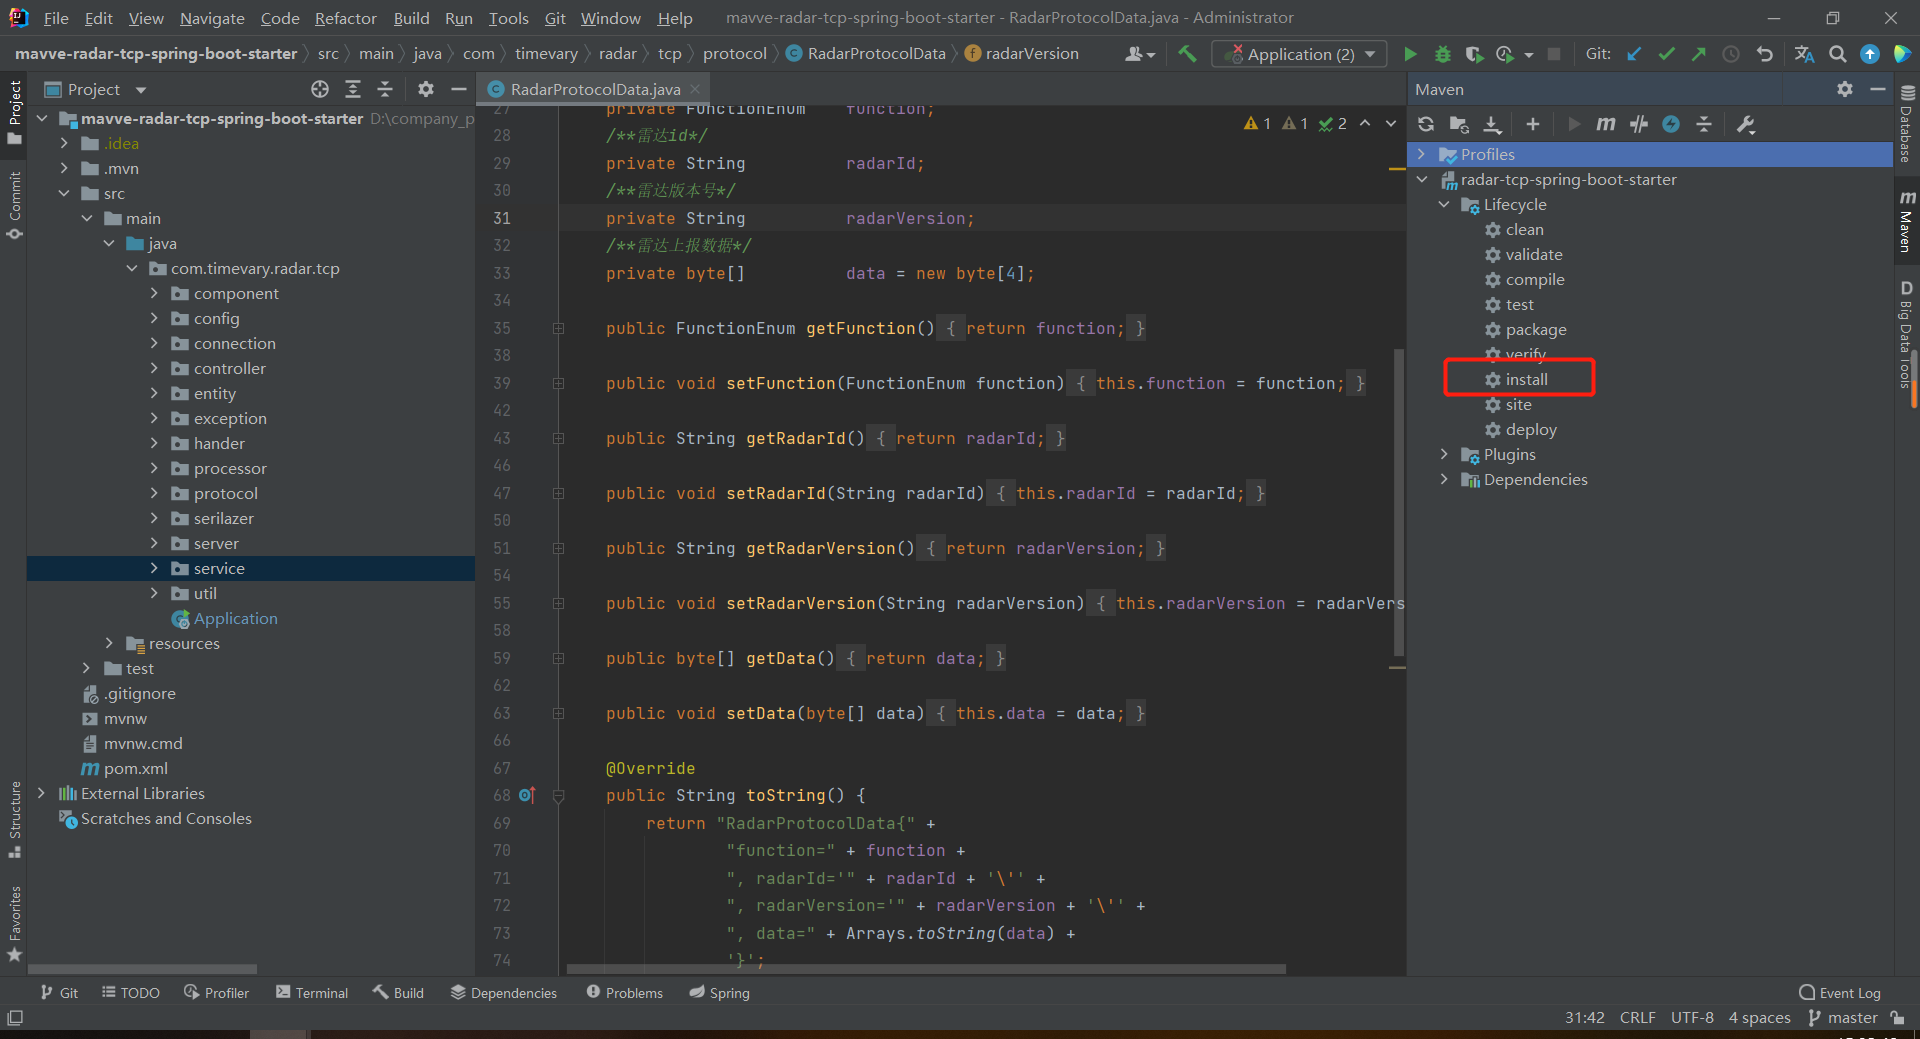 File Edit View Navigate Code Refactor Build Run Tools Git Window Help mavve-radar-tcp-spring-boot-starter - RadarProtocolData.java - Administrator
mavve-radar-tcp-spring-boot-starter src main java com timevary radar tcp protocol RadarProtocolData radarVersion Application (2) Git:
Project
Commit
Structure
Favorites
Project
mavve-radar-tcp-spring-boot-starter D:\company_p
.idea
.mvn
src
main
java
com.timevary.radar.tcp
component
config
connection
controller
entity
exception
hander
processor
protocol
serilazer
server
service
util
Application
resources
test
.gitignore
mvnw
mvnw.cmd
pom.xml
External Libraries
Scratches and Consoles
RadarProtocolData.java
1 1 2
27 private FunctionEnum function;
28 /**雷达id*/
29 private String radarId;
30 /**雷达版本号*/
31 private String radarVersion;
32 /**雷达上报数据*/
33 private byte[] data = new byte[4];
34
35 public FunctionEnum getFunction() { return function; }
38
39 public void setFunction(FunctionEnum function) { this.function = function; }
42
43 public String getRadarId() { return radarId; }
46
47 public void setRadarId(String radarId) { this.radarId = radarId; }
50
51 public String getRadarVersion() { return radarVersion; }
54
55 public void setRadarVersion(String radarVersion) { this.radarVersion = radarVers
58
59 public byte[] getData() { return data; }
62
63 public void setData(byte[] data) { this.data = data; }
66
67 @Override
68 public String toString() {
69 return "RadarProtocolData{" +
70 "function=" + function +
71 ", radarId='" + radarId + '\'' +
72 ", radarVersion='" + radarVersion + '\'' +
73 ", data=" + Arrays.toString(data) +
74 '}';
Maven
Profiles
radar-tcp-spring-boot-starter
Lifecycle
clean
validate
compile
test
package
verify
install
site
deploy
Plugins
Dependencies
Database
Maven
Big Data Tools
Git TODO Profiler Terminal Build Dependencies Problems Spring Event Log
31:42 CRLF UTF-8 4 spaces master